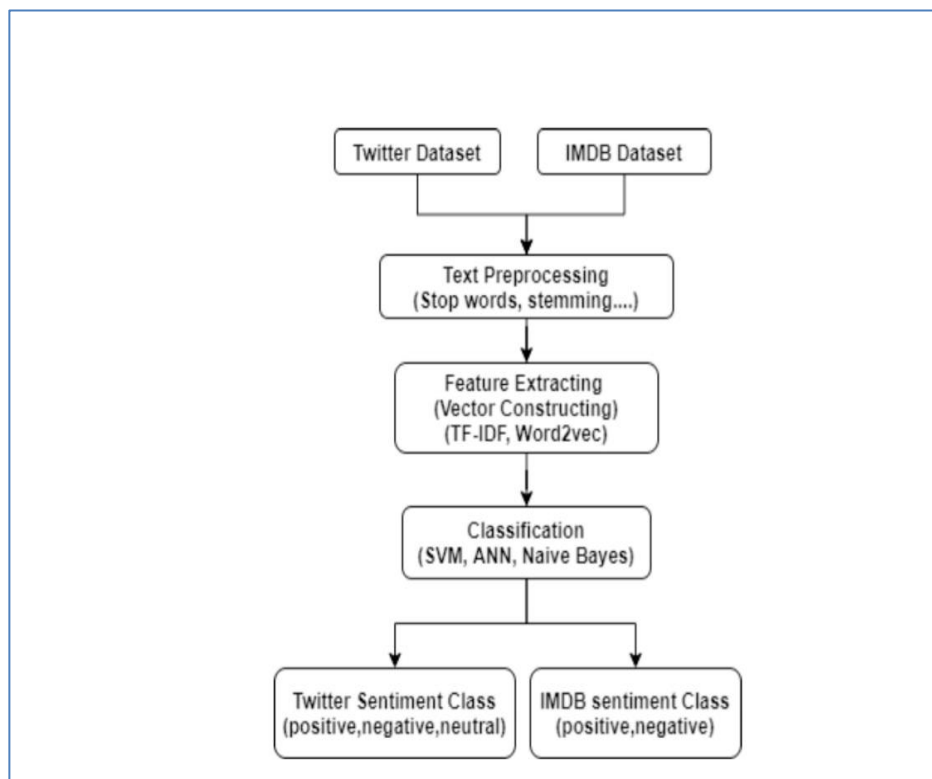 Twitter Dataset
IMDB Dataset
Text Preprocessing
(Stop words, stemming....)
Feature Extracting
(Vector Constructing)
(TF-IDF, Word2vec)
Classification
(SVM, ANN, Naive Bayes)
Twitter Sentiment Class
(positive,negative,neutral)
IMDB sentiment Class
(positive,negative)